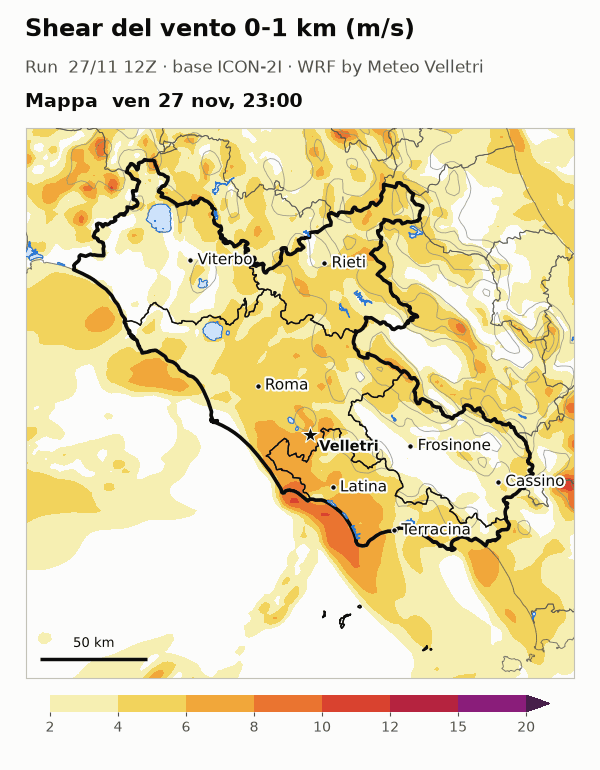 Shear del vento 0-1 km (m/s)
Run  27/11 12Z · base ICON-2I · WRF by Meteo Velletri
Mappa  ven 27 nov, 23:00
Viterbo
Rieti
Roma
Velletri
Frosinone
Cassino
Latina
Terracina
50 km
2 4 6 8 10 12 15 20